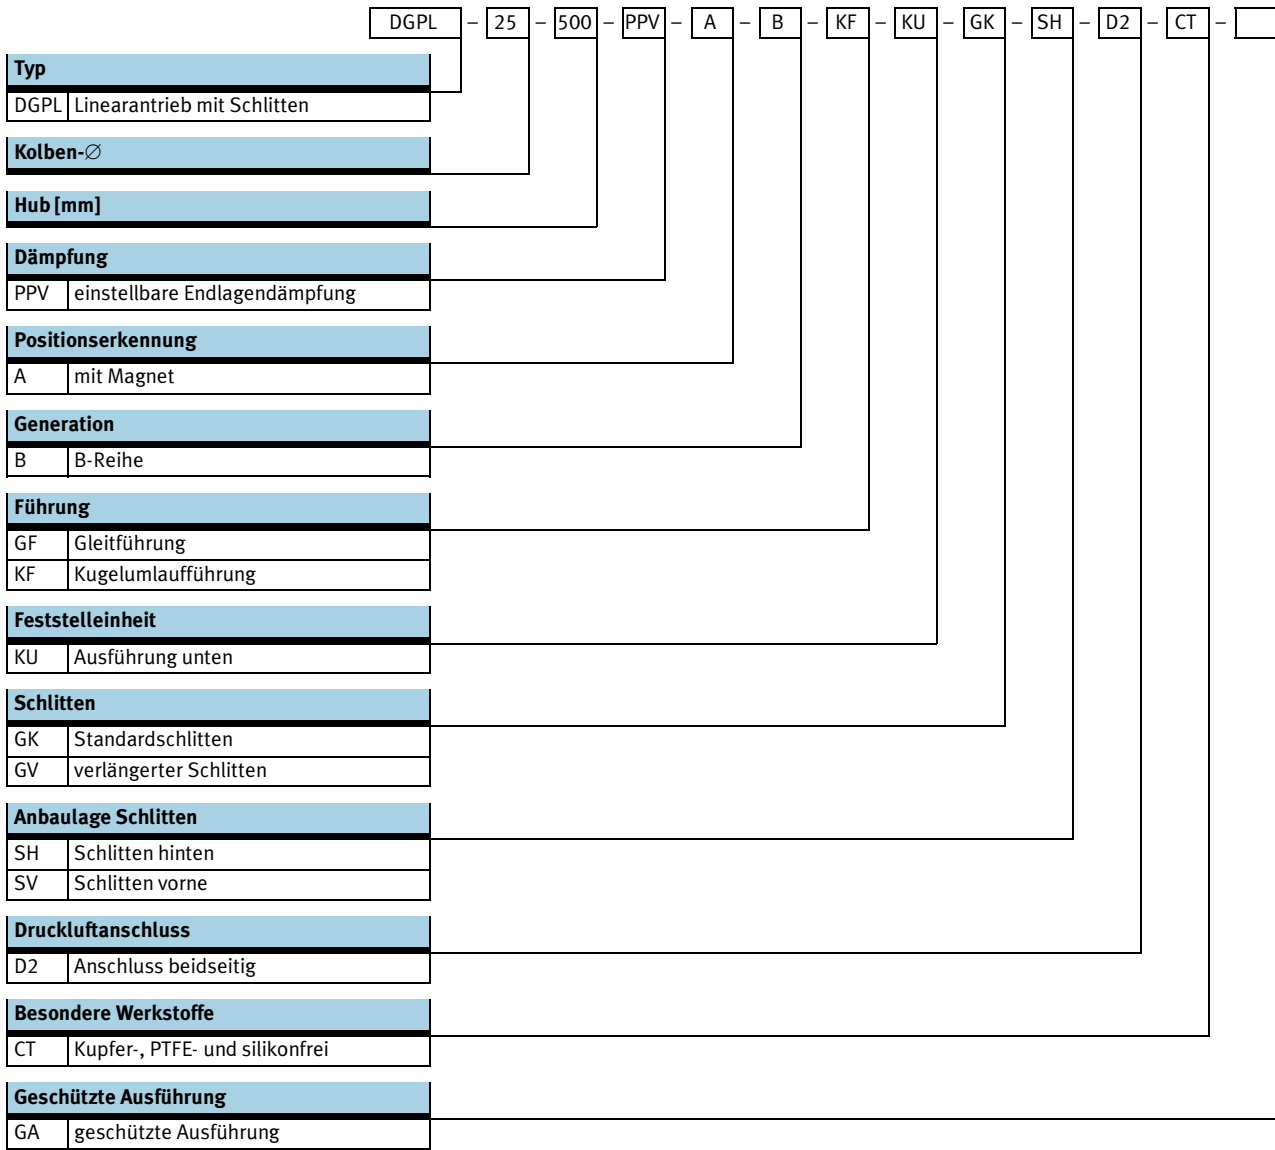 DGPL – 25 – 500 – PPV – A – B – KF – KU – GK – SH – D2 – CT –
Typ
DGPL Linearantrieb mit Schlitten
Kolben-∅
Hub [mm]
Dämpfung
PPV einstellbare Endlagendämpfung
Positionserkennung
A mit Magnet
Generation
B B-Reihe
Führung
GF Gleitführung
KF Kugelumlaufführung
Feststelleinheit
KU Ausführung unten
Schlitten
GK Standardschlitten
GV verlängerter Schlitten
Anbaulage Schlitten
SH Schlitten hinten
SV Schlitten vorne
Druckluftanschluss
D2 Anschluss beidseitig
Besondere Werkstoffe
CT Kupfer-, PTFE- und silikonfrei
Geschützte Ausführung
GA geschützte Ausführung